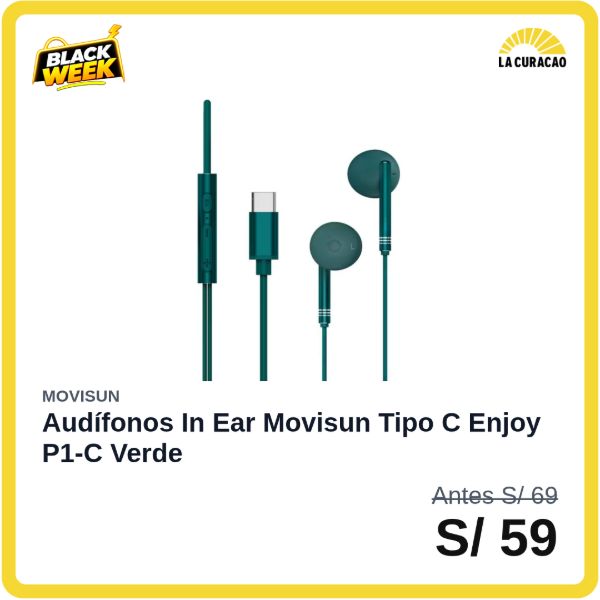 BLACK
WEEK
LA CURACAO
L
MOVISUN
Audífonos In Ear Movisun Tipo C Enjoy
P1-C Verde
Antes S/ 69
S/ 59